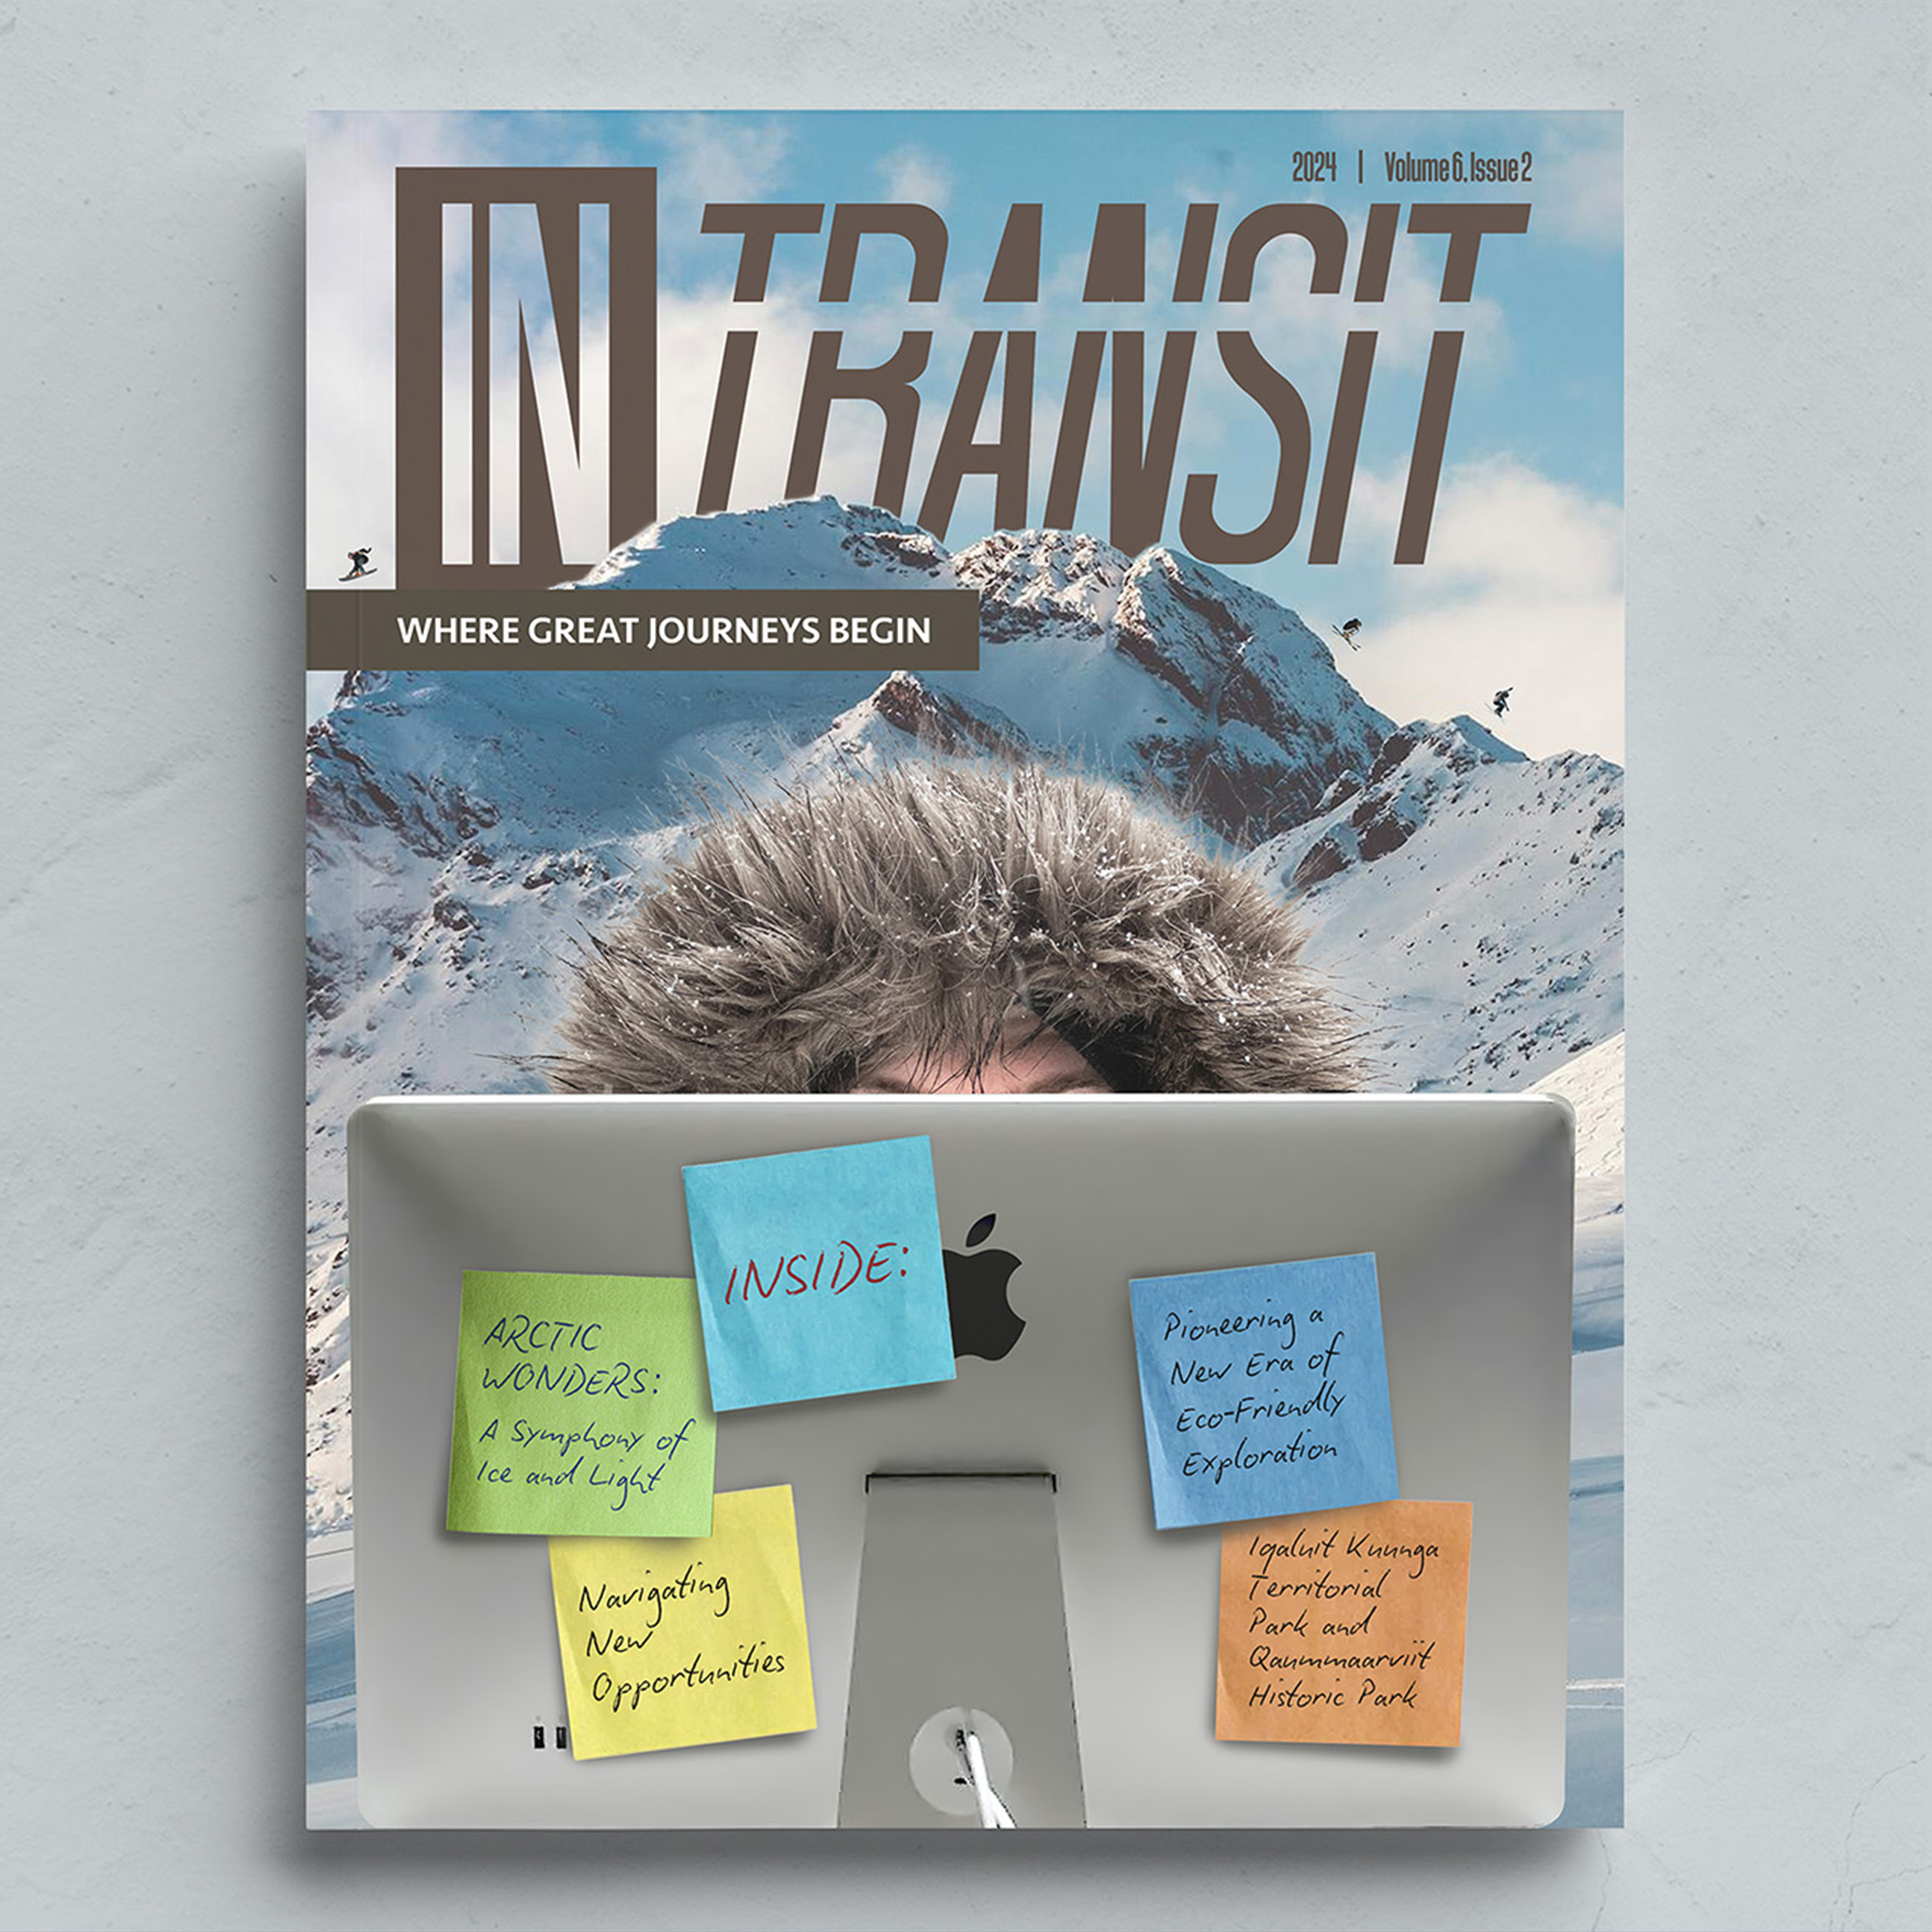 2024 | Volume 6, Issue 2
IN TRANSIT
WHERE GREAT JOURNEYS BEGIN
INSIDE:
ARCTIC
WONDERS:
A Symphony of
Ice and Light
Navigating
New
Opportunities
Pioneering a
New Era of
Eco-Friendly
Exploration
Iqaluit Kuunga
Territorial
Park and
Qaummaarviit
Historic Park